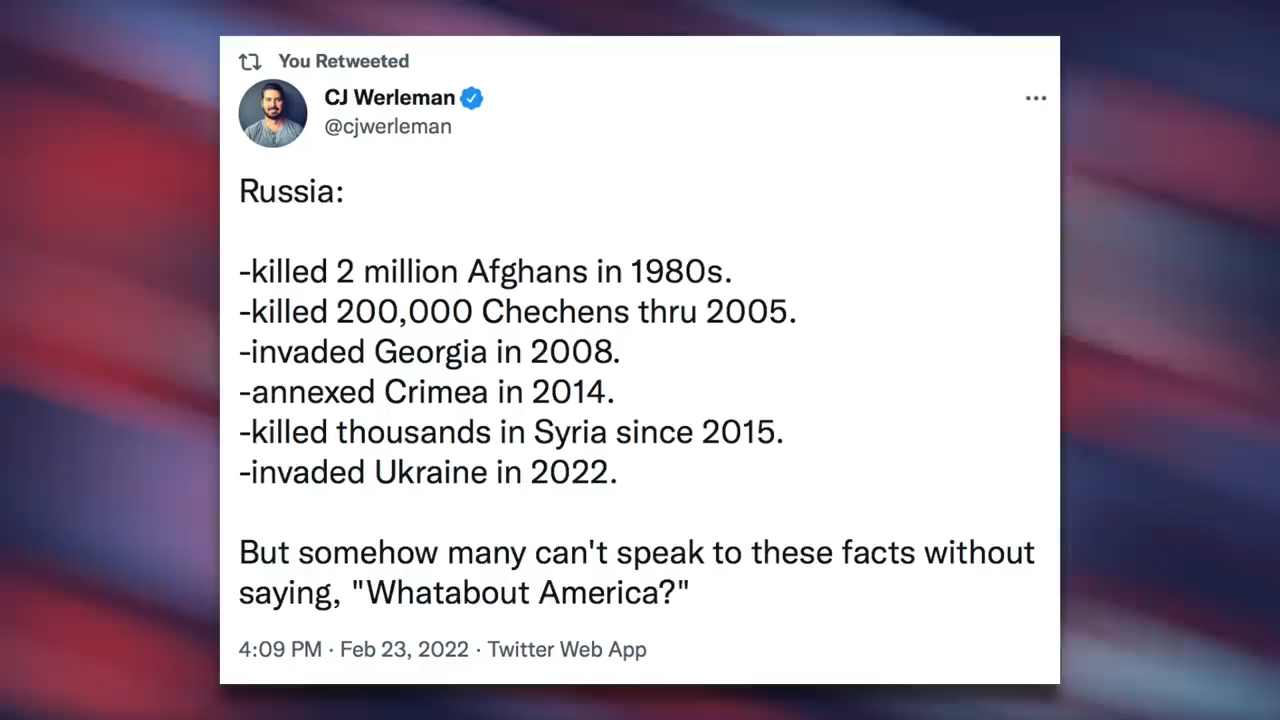 You Retweeted
CJ Werleman
@cjwerleman
Russia:
-killed 2 million Afghans in 1980s.
-killed 200,000 Chechens thru 2005.
-invaded Georgia in 2008.
-annexed Crimea in 2014.
-killed thousands in Syria since 2015.
-invaded Ukraine in 2022.
But somehow many can't speak to these facts without
saying, "Whatabout America?"
4:09 PM · Feb 23, 2022 · Twitter Web App